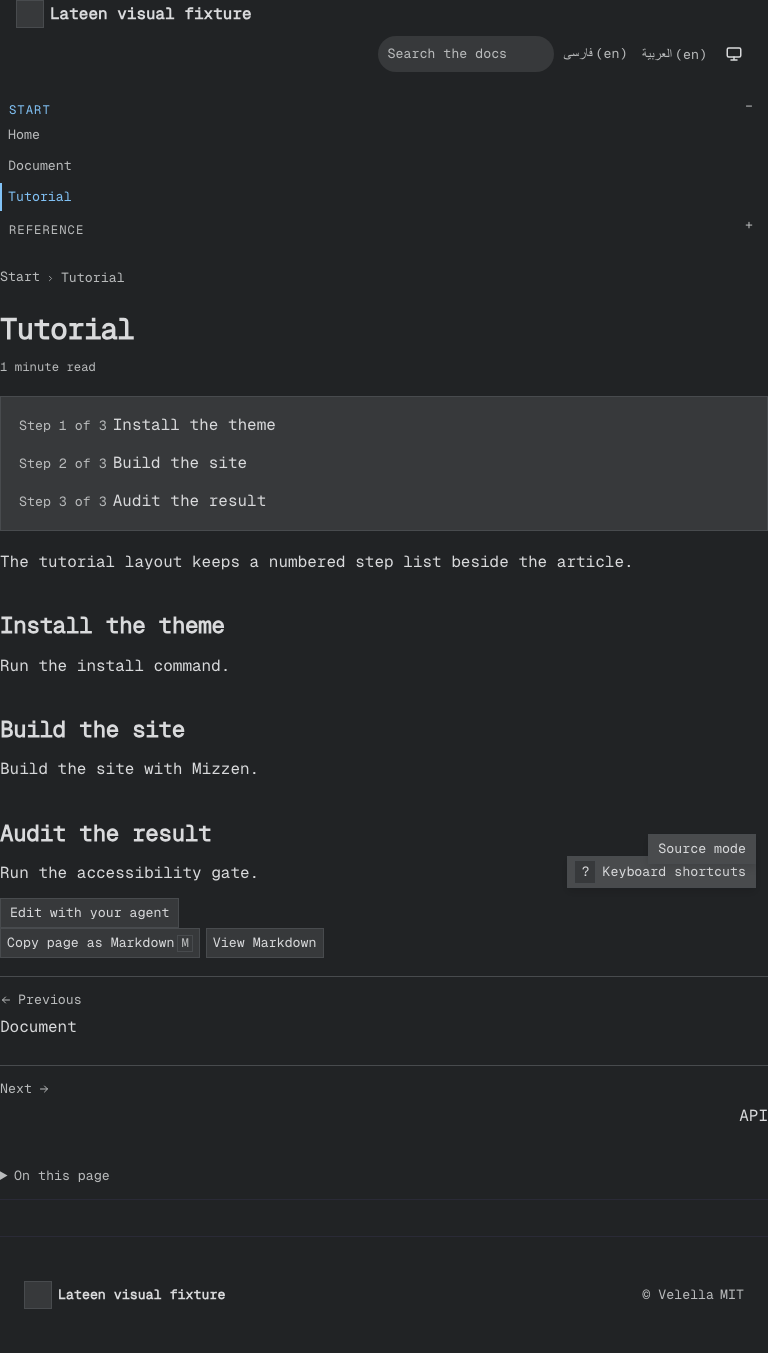 Lateen visual fixture
Search the docs
فارسی (en)
العربية (en)
START
−
Home
Document
Tutorial
REFERENCE
+
Start › Tutorial
Tutorial
1 minute read
Step 1 of 3 Install the theme
Step 2 of 3 Build the site
Step 3 of 3 Audit the result
The tutorial layout keeps a numbered step list beside the article.
Install the theme
Run the install command.
Build the site
Build the site with Mizzen.
Audit the result
Run the accessibility gate.
Source mode
? Keyboard shortcuts
Edit with your agent
Copy page as Markdown M
View Markdown
← Previous
Document
Next →
API
On this page
Lateen visual fixture
© Velella MIT